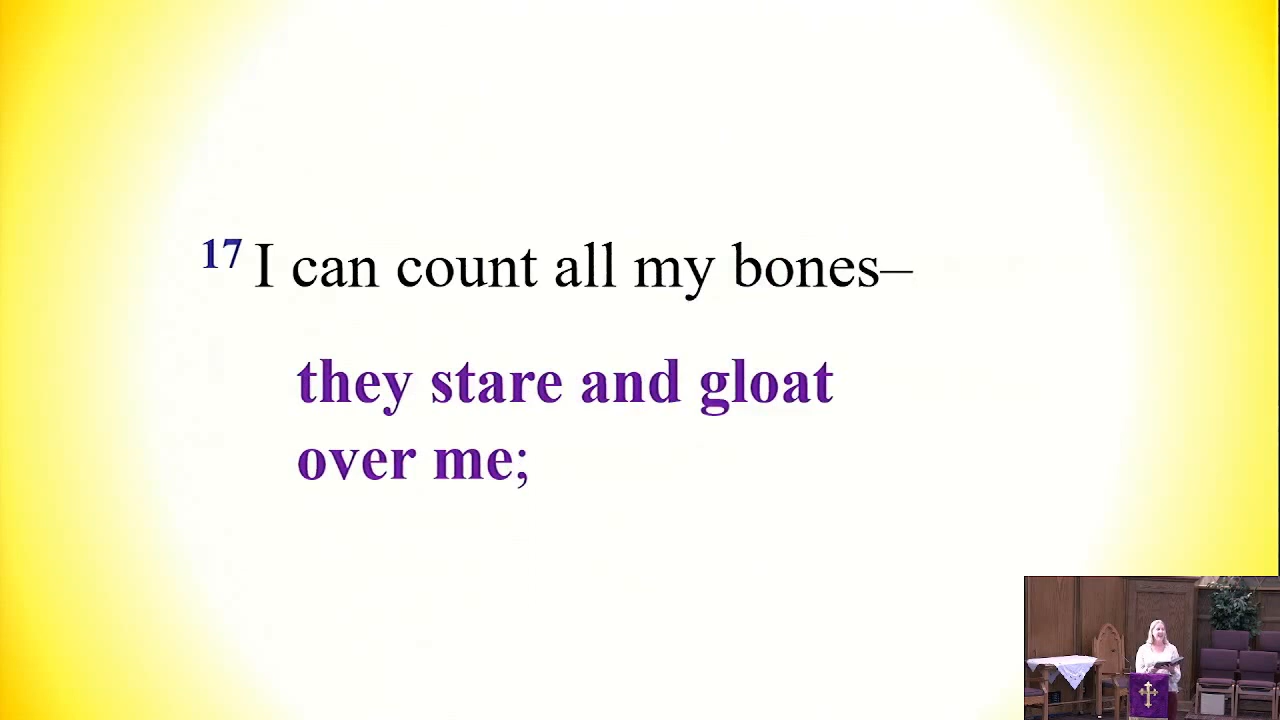 17 I can count all my bones–
they stare and gloat
over me;